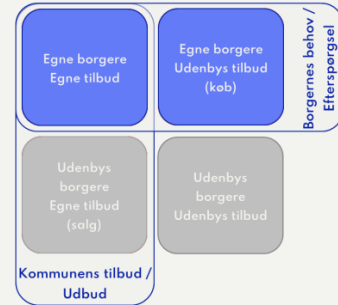 Egne borgere
Egne tilbud
Egne borgere
Udenbys tilbud
(køb)
Borgernes behov /
Efterspørgsel
Udenbys
borgere
Egne tilbud
(salg)
Udenbys
borgere
Udenbys tilbud
Kommunens tilbud /
Udbud